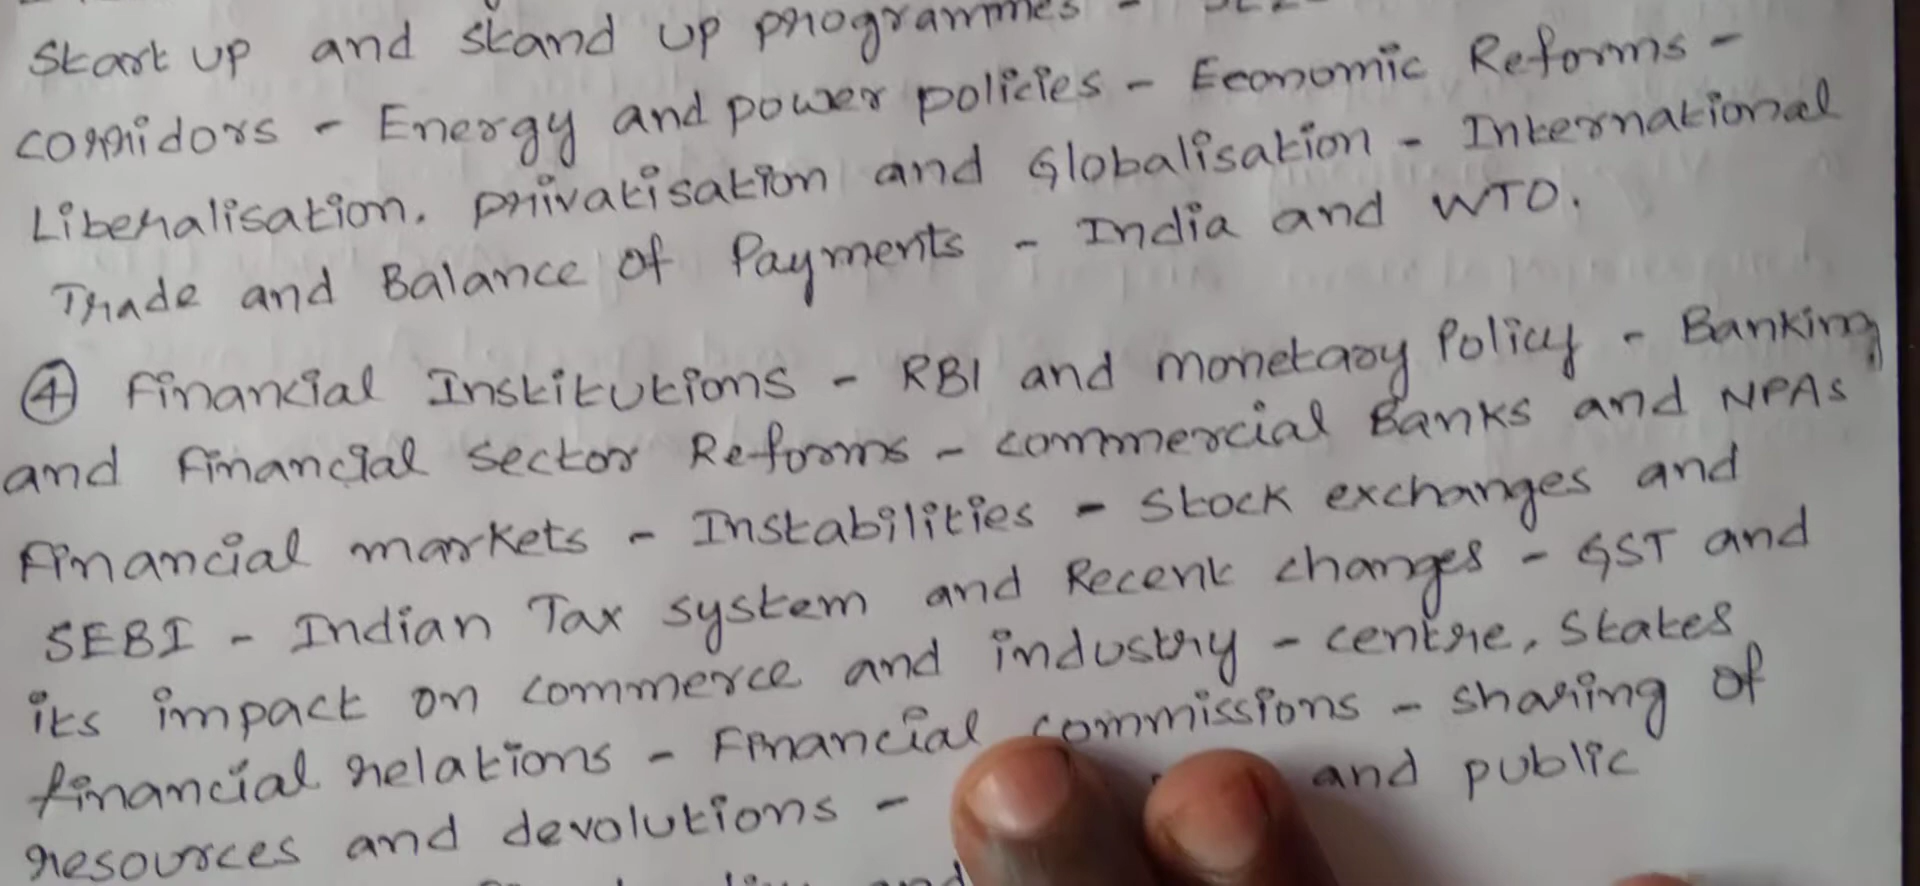 Start up and stand up programmes -
corridors - Energy and power policies - Economic Reforms -
Liberalisation. privatisation and Globalisation - International
Trade and Balance of Payments - India and WTO.
④ Financial Institutions - RBI and monetary Policy - Banking
and Financial sector Reforms - commercial Banks and NPAs
Financial markets - Instabilities - Stock exchanges and
SEBI - Indian Tax system and Recent changes - GST and
its impact on commerce and industry - centre, States
financial relations - Financial commissions - sharing of
resources and devolutions - and public
and